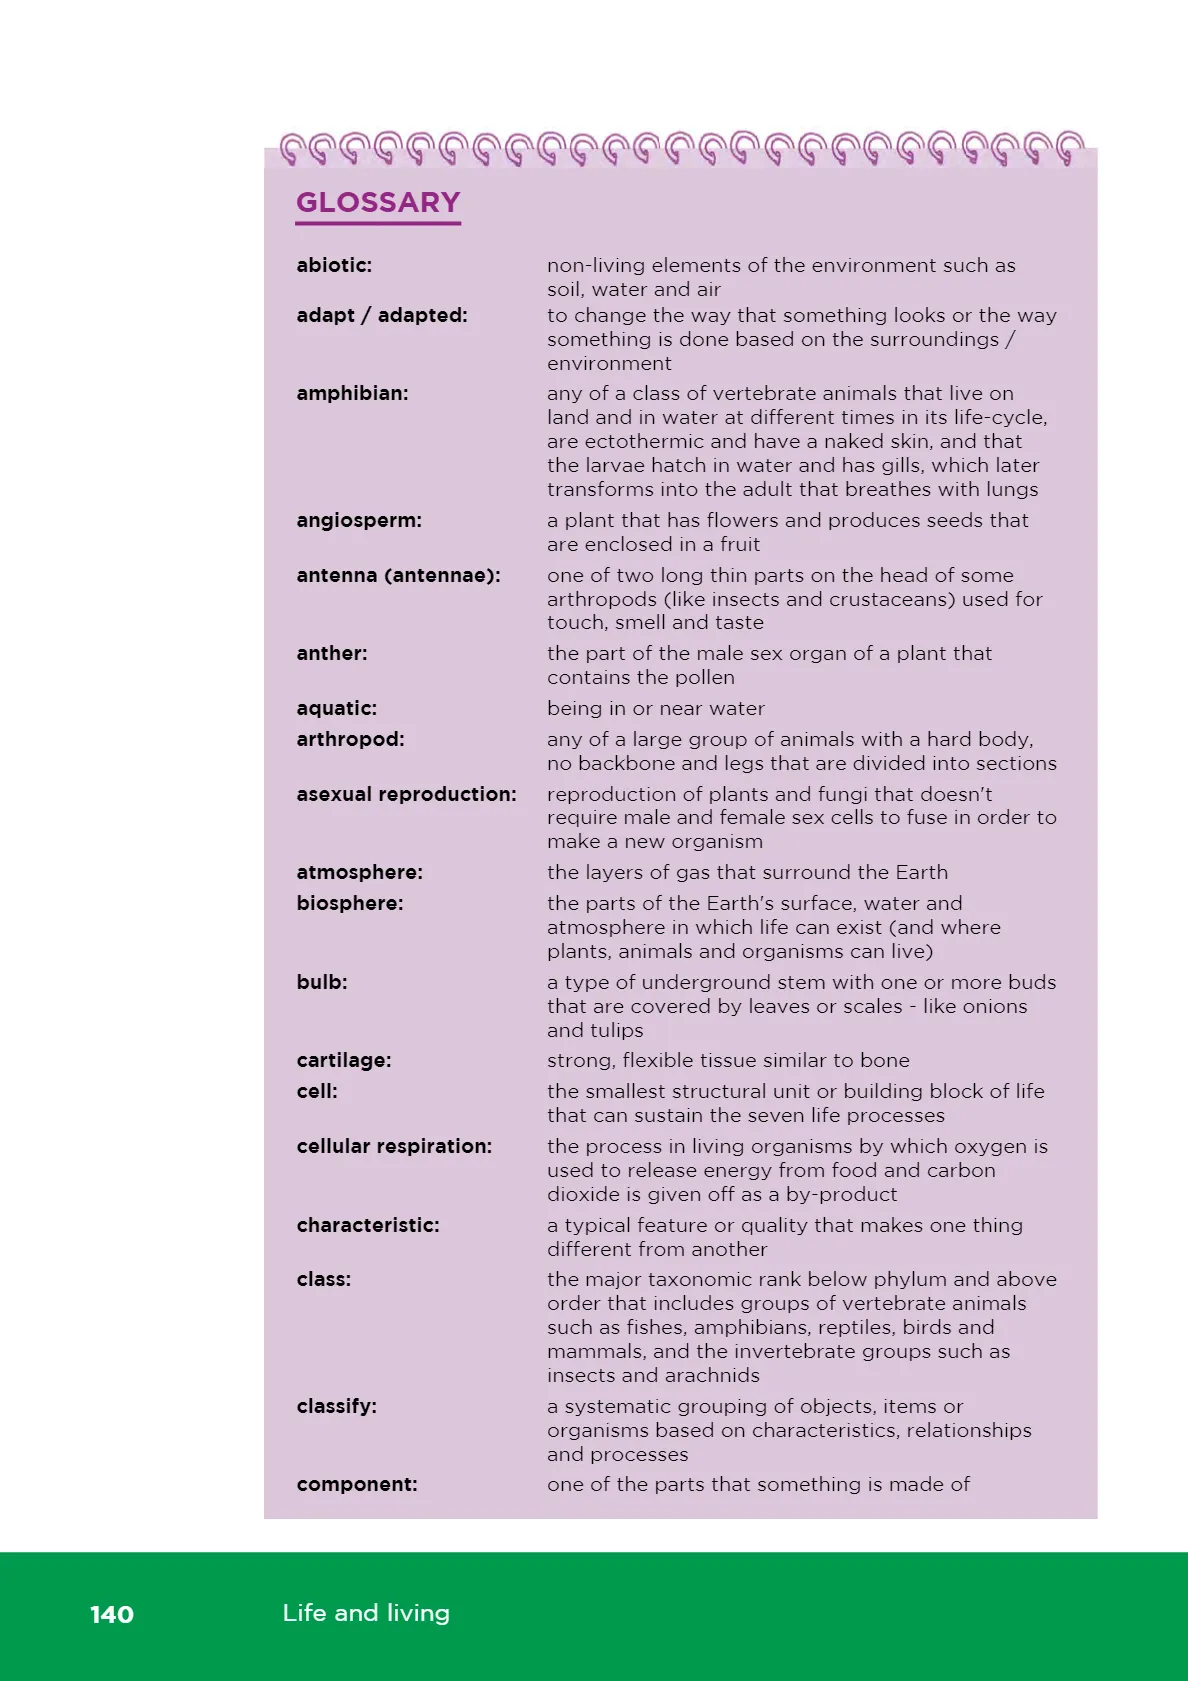 GLOSSARY
abiotic: non-living elements of the environment such as
soil, water and air
adapt / adapted: to change the way that something looks or the way
something is done based on the surroundings /
environment
amphibian: any of a class of vertebrate animals that live on
land and in water at different times in its life-cycle,
are ectothermic and have a naked skin, and that
the larvae hatch in water and has gills, which later
transforms into the adult that breathes with lungs
angiosperm: a plant that has flowers and produces seeds that
are enclosed in a fruit
antenna (antennae): one of two long thin parts on the head of some
arthropods (like insects and crustaceans) used for
touch, smell and taste
anther: the part of the male sex organ of a plant that
contains the pollen
aquatic: being in or near water
arthropod: any of a large group of animals with a hard body,
no backbone and legs that are divided into sections
asexual reproduction: reproduction of plants and fungi that doesn't
require male and female sex cells to fuse in order to
make a new organism
atmosphere: the layers of gas that surround the Earth
biosphere: the parts of the Earth's surface, water and
atmosphere in which life can exist (and where
plants, animals and organisms can live)
bulb: a type of underground stem with one or more buds
that are covered by leaves or scales - like onions
and tulips
cartilage: strong, flexible tissue similar to bone
cell: the smallest structural unit or building block of life
that can sustain the seven life processes
cellular respiration: the process in living organisms by which oxygen is
used to release energy from food and carbon
dioxide is given off as a by-product
characteristic: a typical feature or quality that makes one thing
different from another
class: the major taxonomic rank below phylum and above
order that includes groups of vertebrate animals
such as fishes, amphibians, reptiles, birds and
mammals, and the invertebrate groups such as
insects and arachnids
classify: a systematic grouping of objects, items or
organisms based on characteristics, relationships
and processes
component: one of the parts that something is made of
140 Life and living